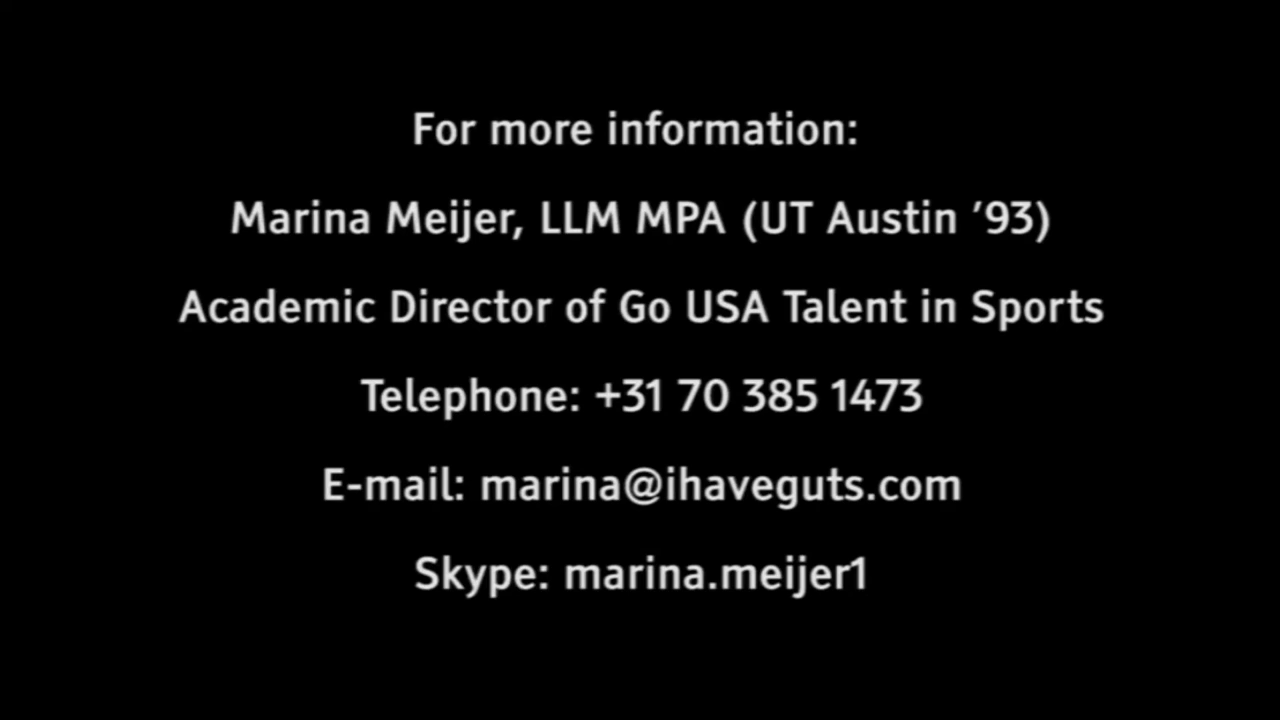 For more information:
Marina Meijer, LLM MPA (UT Austin ’93)
Academic Director of Go USA Talent in Sports
Telephone: +31 70 385 1473
E-mail: marina@ihaveguts.com
Skype: marina.meijer1